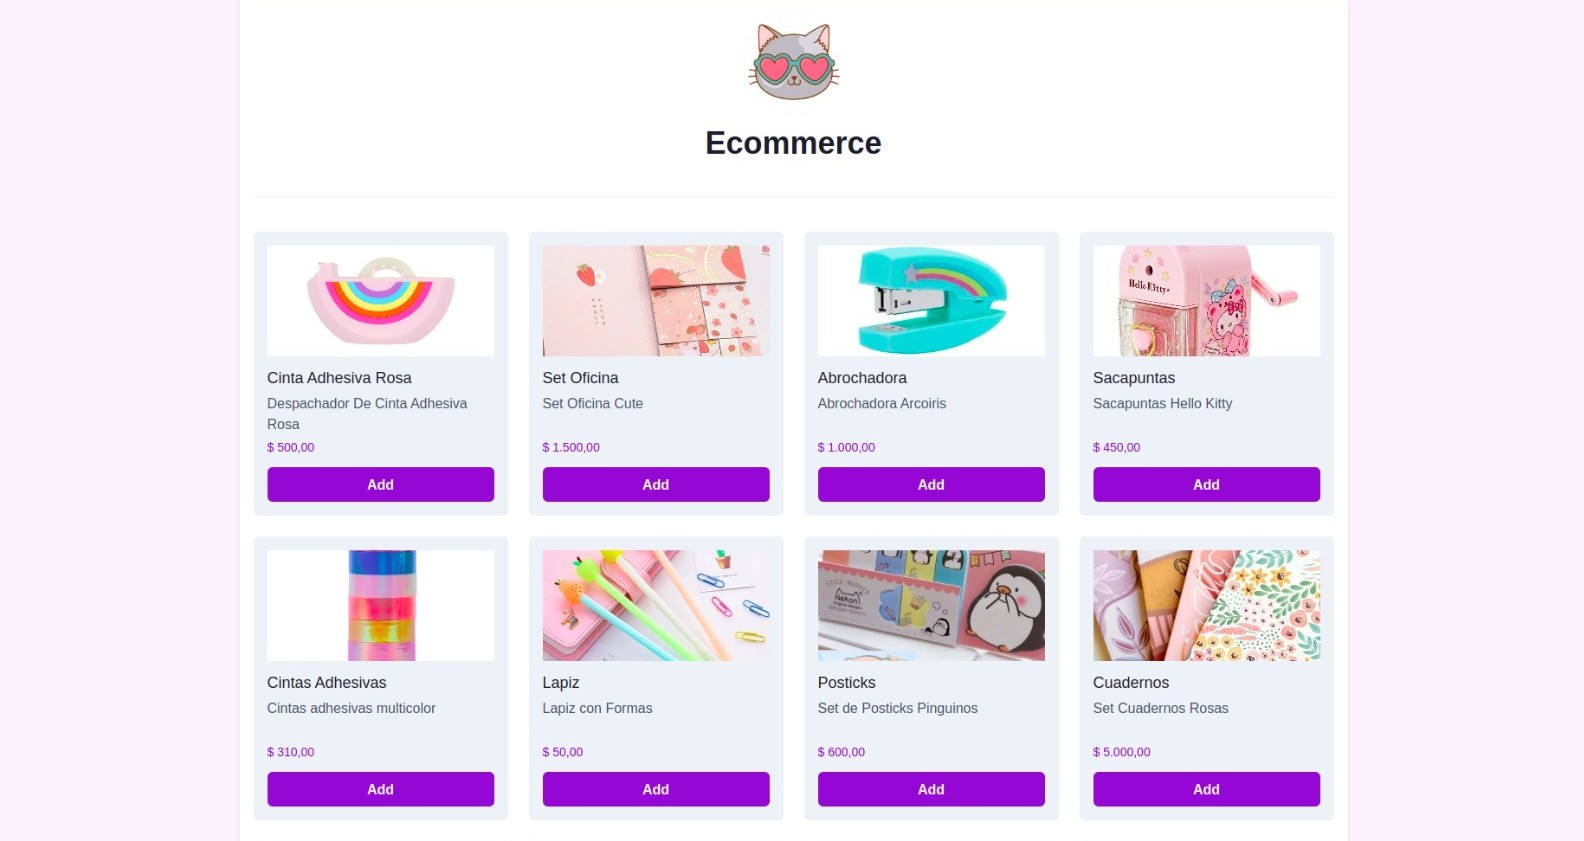 Ecommerce
Hello Kitty
Cinta Adhesiva Rosa
Despachador De Cinta Adhesiva
Rosa
$ 500,00
Add
Set Oficina
Set Oficina Cute
$ 1.500,00
Add
Abrochadora
Abrochadora Arcoiris
$ 1.000,00
Add
Sacapuntas
Sacapuntas Hello Kitty
$ 450,00
Add
STICK MARKER
Nekoni
Cintas Adhesivas
Cintas adhesivas multicolor
$ 310,00
Add
Lapiz
Lapiz con Formas
$ 50,00
Add
Posticks
Set de Posticks Pinguinos
$ 600,00
Add
Cuadernos
Set Cuadernos Rosas
$ 5.000,00
Add